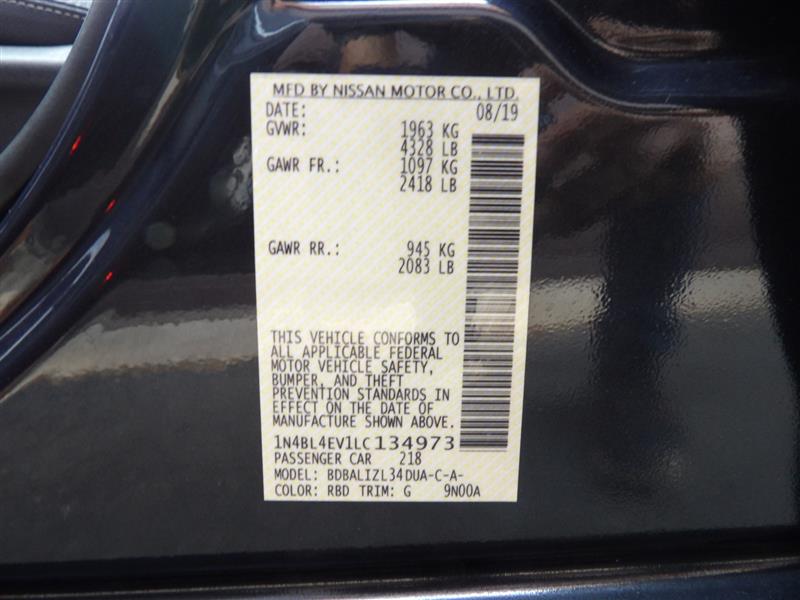 MFD BY NISSAN MOTOR CO., LTD.
DATE: 08/19
GVWR: 1963 KG
4328 LB
GAWR FR.: 1097 KG
2418 LB
GAWR RR.: 945 KG
2083 LB
THIS VEHICLE CONFORMS TO
ALL APPLICABLE FEDERAL
MOTOR VEHICLE SAFETY,
BUMPER, AND THEFT
PREVENTION STANDARDS IN
EFFECT ON THE DATE OF
MANUFACTURE SHOWN ABOVE.
1N4BL4EV1LC134973
PASSENGER CAR 218
MODEL: BDBALIZL34DUA-C-A-
COLOR: RBD TRIM: G 9N00A